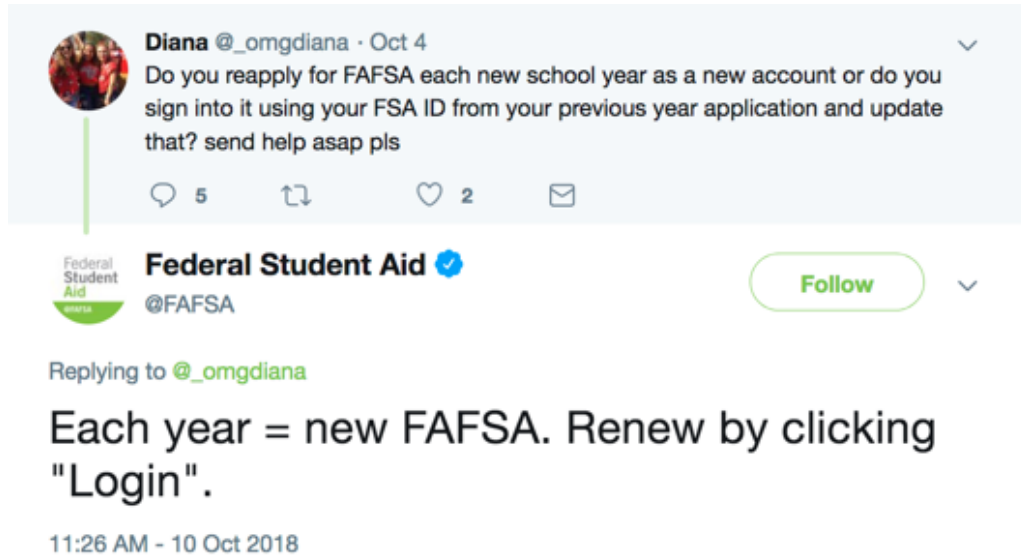 Diana @_omgdiana · Oct 4
Do you reapply for FAFSA each new school year as a new account or do you
sign into it using your FSA ID from your previous year application and update
that? send help asap pls
5 2
Federal
Student
Aid
Federal Student Aid
@FAFSA
Follow
Replying to @_omgdiana
Each year = new FAFSA. Renew by clicking
"Login".
11:26 AM - 10 Oct 2018